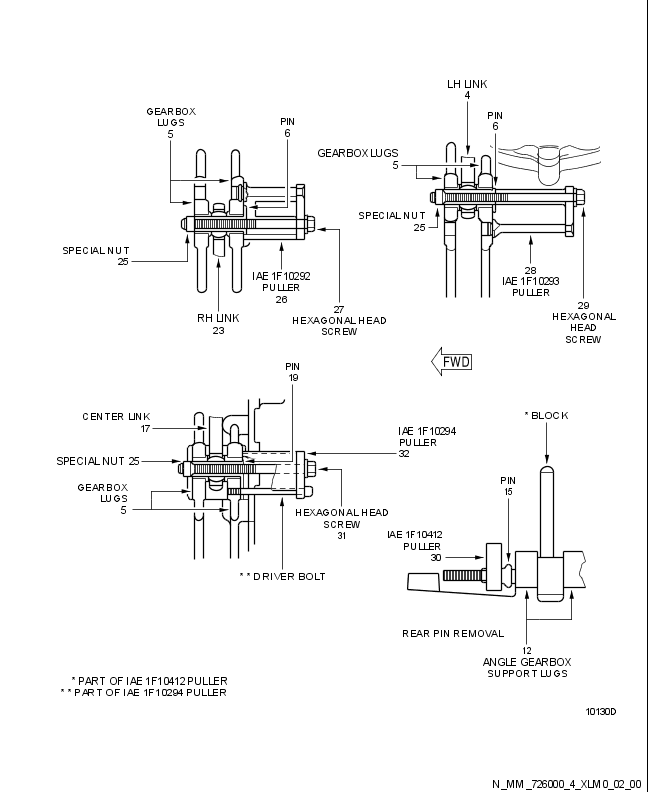 GEARBOX
LUGS
5
PIN
6
SPECIAL NUT
25
IAE 1F10292
PULLER
26
RH LINK
23
27
HEXAGONAL HEAD
SCREW
LH LINK
4
PIN
6
GEARBOX LUGS
5
SPECIAL NUT
25
28
IAE 1F10293
PULLER
29
HEXAGONAL
HEAD
SCREW
FWD
PIN
19
CENTER LINK
17
IAE 1F10294
PULLER
32
SPECIAL NUT 25
GEARBOX
LUGS
5
HEXAGONAL HEAD
SCREW
31
* * DRIVER BOLT
* BLOCK
PIN
15
IAE 1F10412
PULLER
30
REAR PIN REMOVAL
12
ANGLE GEARBOX
SUPPORT LUGS
* PART OF IAE 1F10412 PULLER
* * PART OF IAE 1F10294 PULLER
10130D
N_MM_726000_4_XLM0_02_00